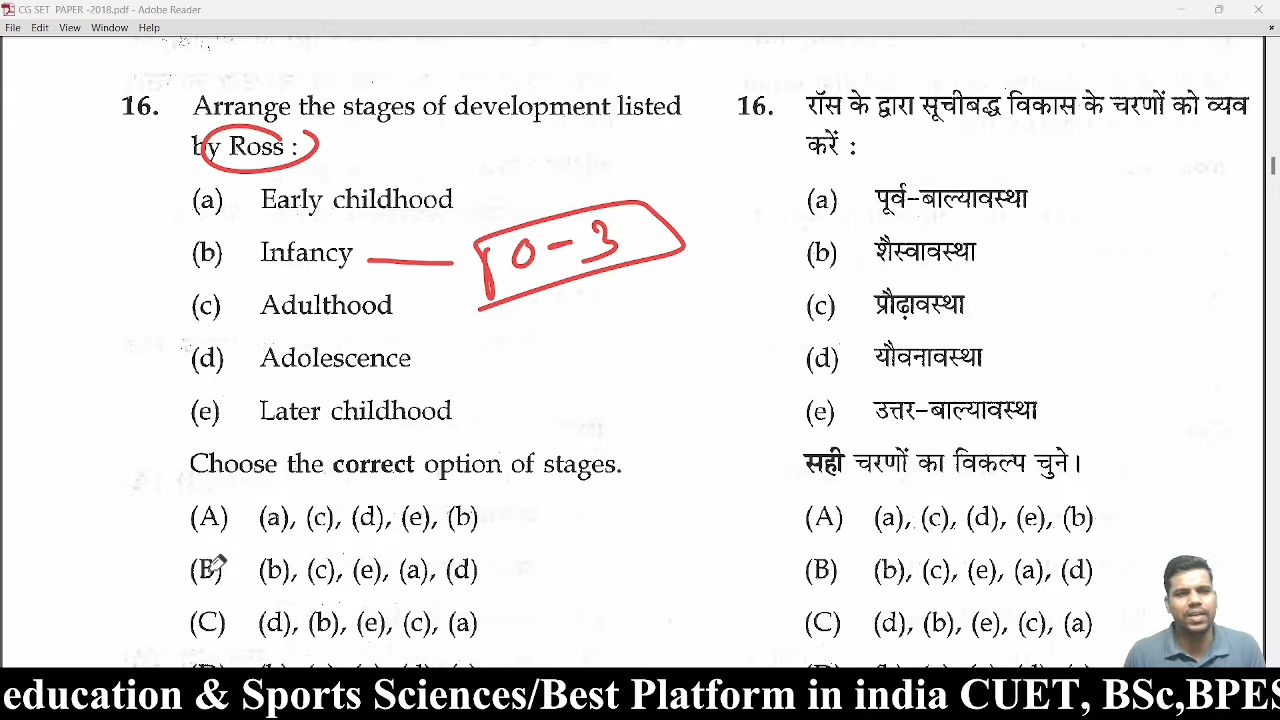 CG SET PAPER -2018.pdf - Adobe Reader
File Edit View Window Help
16. Arrange the stages of development listed
by Ross :
(a) Early childhood
(b) Infancy 0-3
(c) Adulthood
(d) Adolescence
(e) Later childhood
Choose the correct option of stages.
(A) (a), (c), (d), (e), (b)
(B) (b), (c), (e), (a), (d)
(C) (d), (b), (e), (c), (a)
16. रॉस के द्वारा सूचीबद्ध विकास के चरणों को व्यव
करें :
(a) पूर्व-बाल्यावस्था
(b) शैस्वावस्था
(c) प्रौढ़ावस्था
(d) यौवनावस्था
(e) उत्तर-बाल्यावस्था
सही चरणों का विकल्प चुने।
(A) (a), (c), (d), (e), (b)
(B) (b), (c), (e), (a), (d)
(C) (d), (b), (e), (c), (a)
education & Sports Sciences/Best Platform in india CUET, BSc,BPES